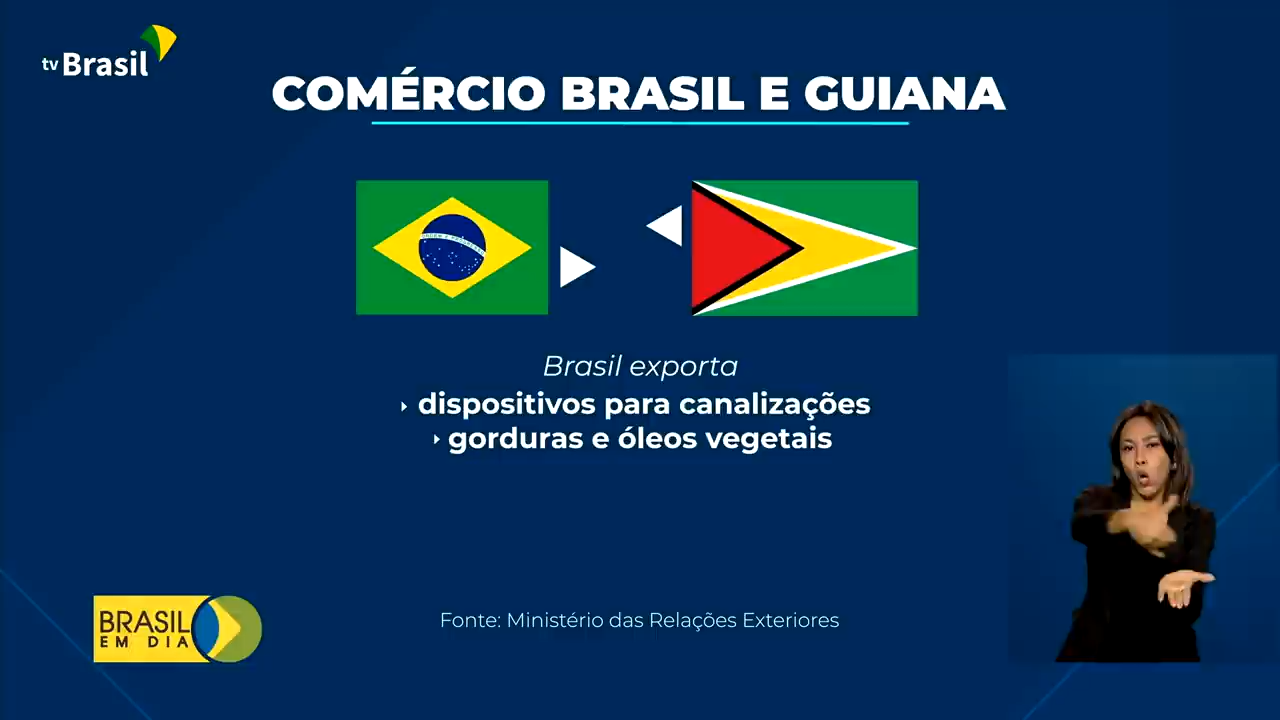 tv Brasil
COMÉRCIO BRASIL E GUIANA
Brasil exporta
dispositivos para canalizações
gorduras e óleos vegetais
BRASIL
EM DIA
Fonte: Ministério das Relações Exteriores